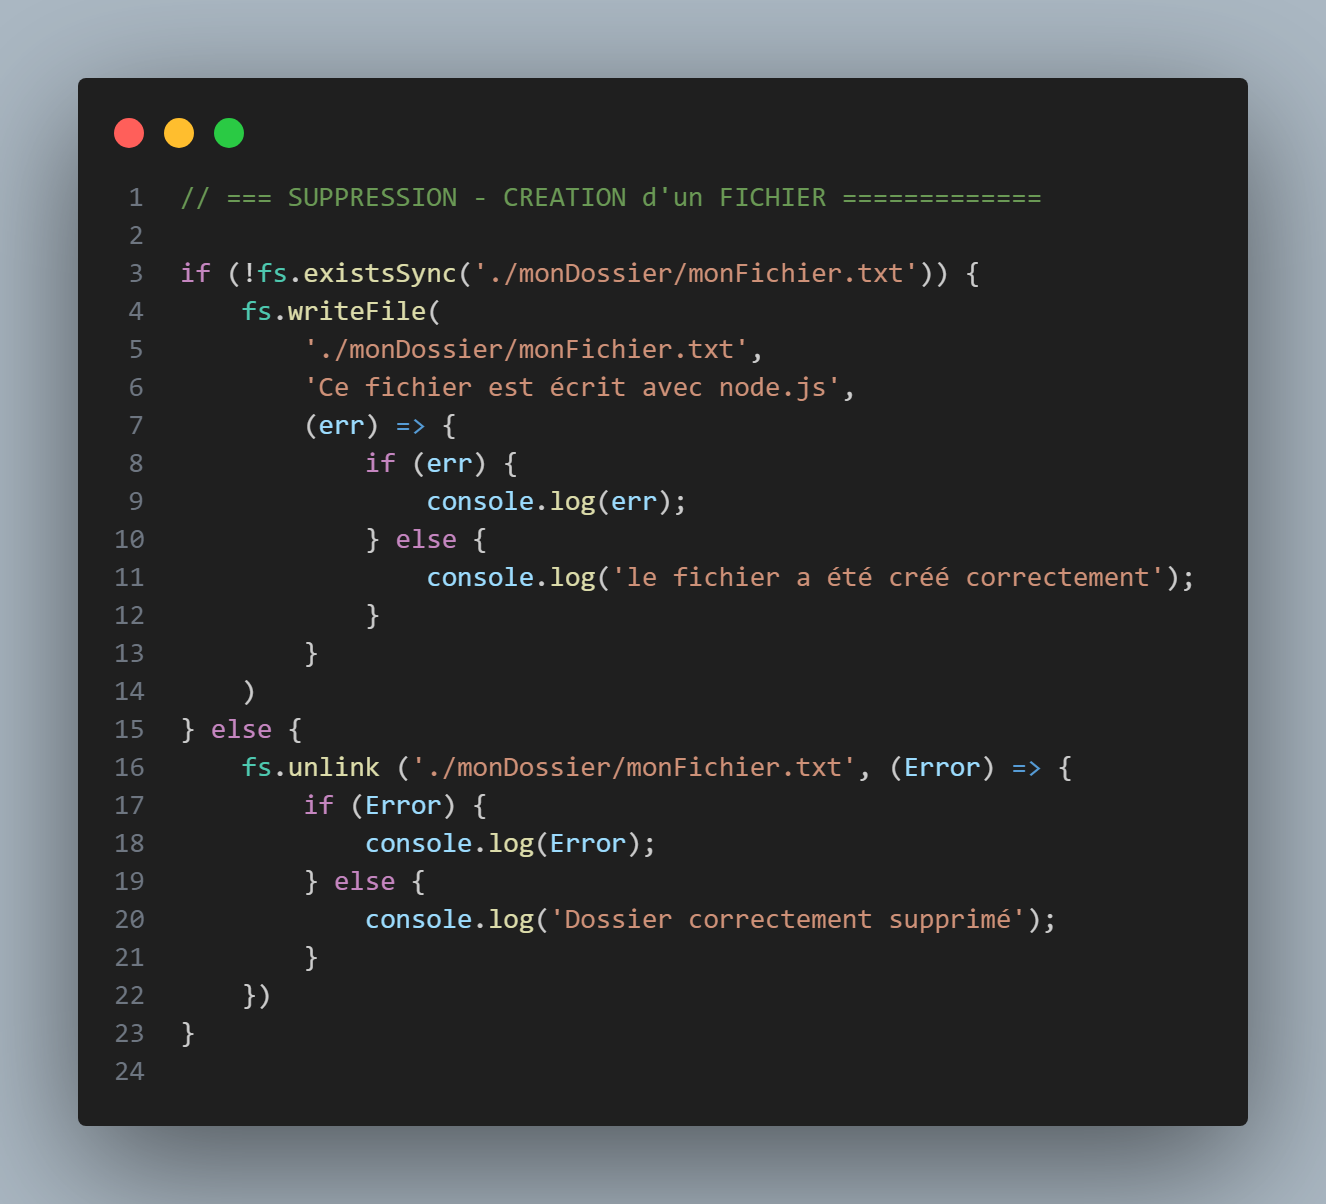 1 // === SUPPRESSION - CREATION d'un FICHIER =============
2
3 if (!fs.existsSync('./monDossier/monFichier.txt')) {
4     fs.writeFile(
5         './monDossier/monFichier.txt',
6         'Ce fichier est écrit avec node.js',
7         (err) => {
8             if (err) {
9                 console.log(err);
10             } else {
11                 console.log('le fichier a été créé correctement');
12             }
13         }
14     )
15 } else {
16     fs.unlink ('./monDossier/monFichier.txt', (Error) => {
17         if (Error) {
18             console.log(Error);
19         } else {
20             console.log('Dossier correctement supprimé');
21         }
22     })
23 }
24